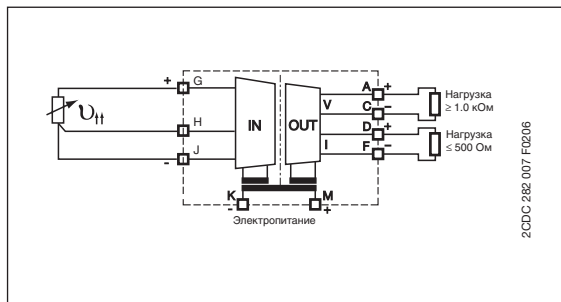 + G
ϑ
H
- J
IN
OUT
V
I
A +
C -
D +
F -
Нагрузка
≥ 1.0 кОм
Нагрузка
≤ 500 Ом
K
-
M
+
Электропитание
2CDC 282 007 F0206